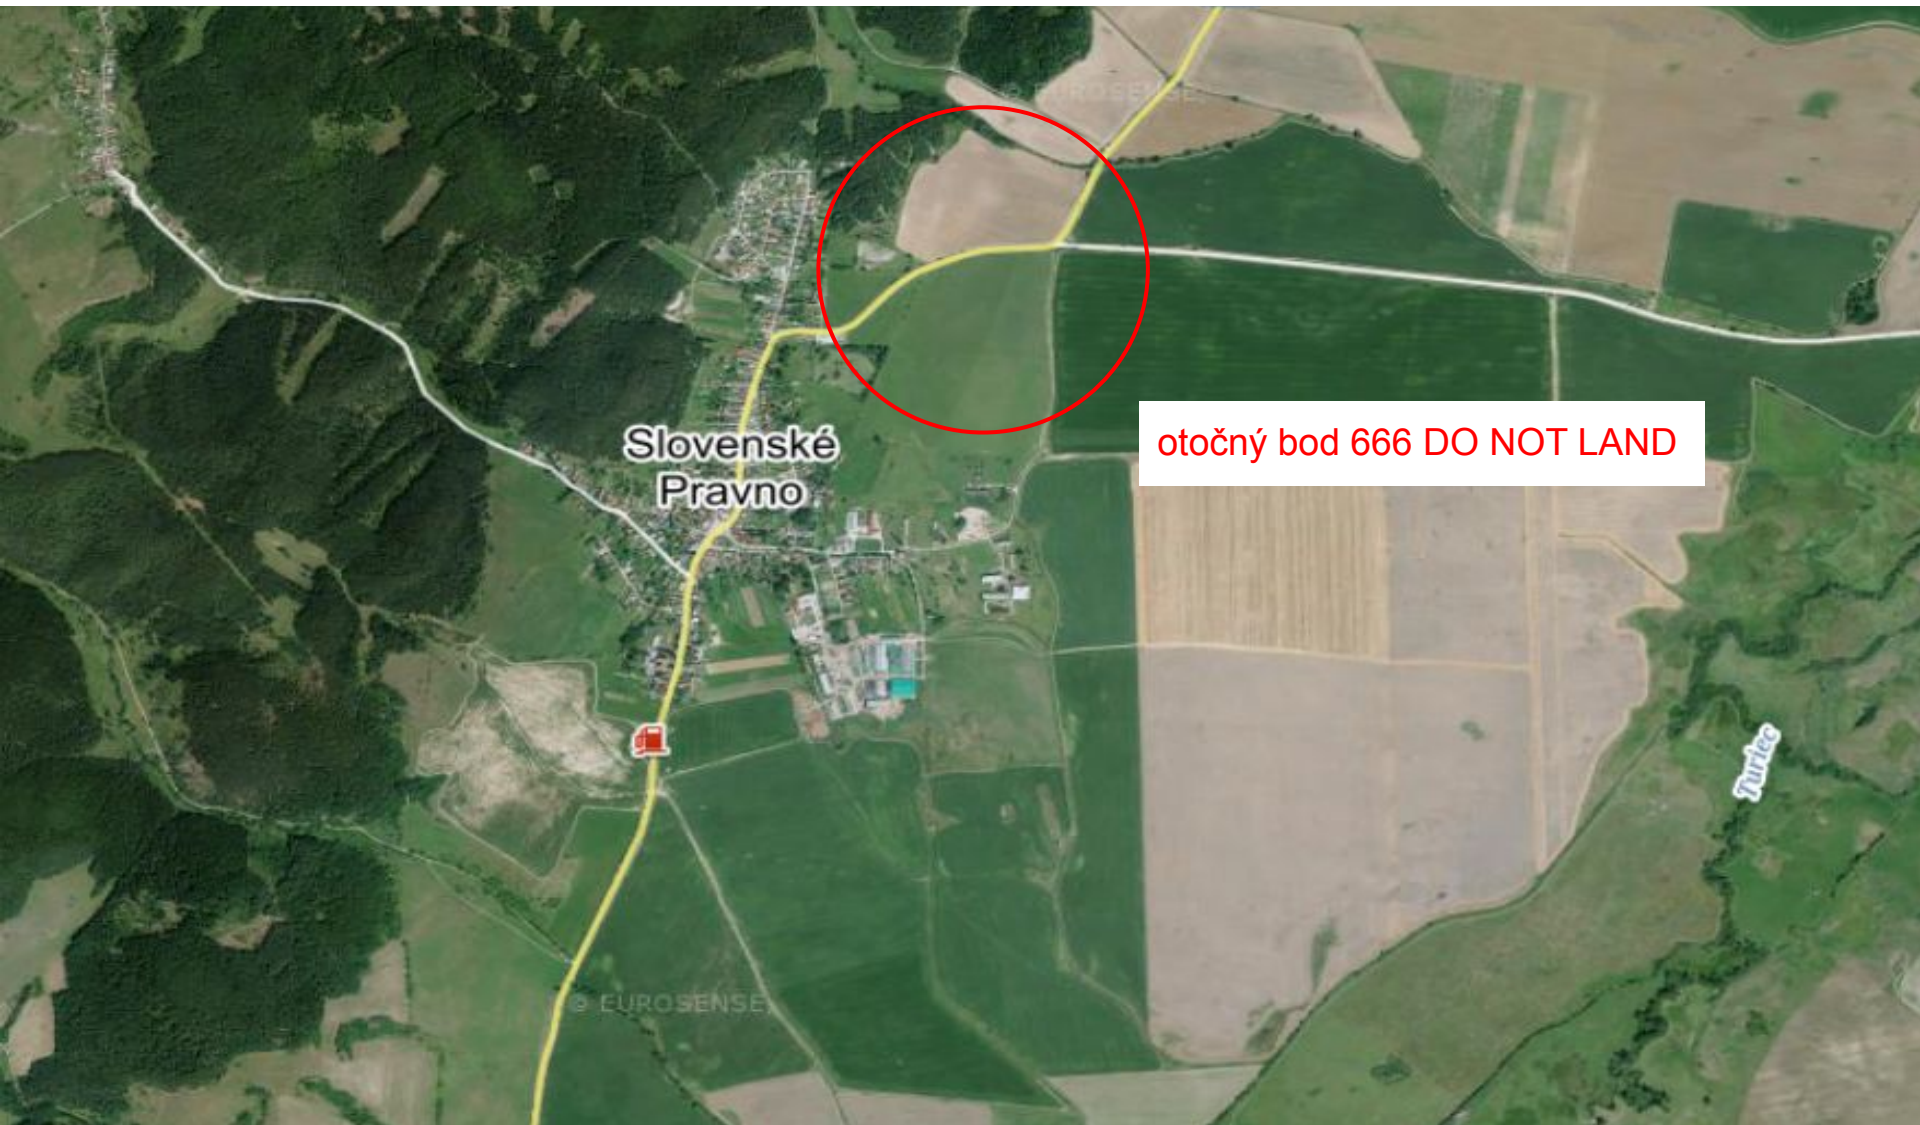 © EUROSENSE
Slovenské
Pravno
otočný bod 666 DO NOT LAND
Turiec
© EUROSENSE